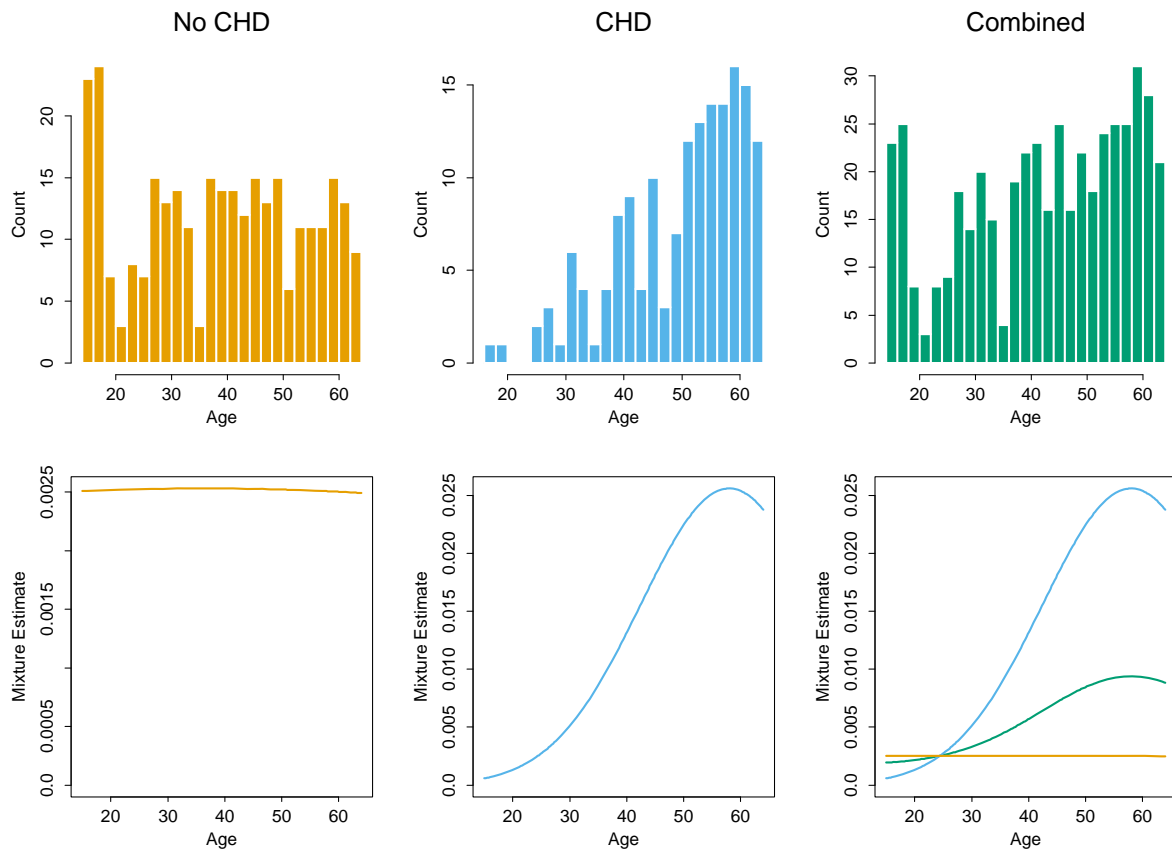 No CHD
CHD
Combined
0 5 10 15 20
Count
20 30 40 50 60
Age
0 5 10 15
Count
20 30 40 50 60
Age
0 5 10 15 20 25 30
Count
20 30 40 50 60
Age
0.0 0.0005 0.0015 0.0025
Mixture Estimate
20 30 40 50 60
Age
0.0 0.005 0.010 0.015 0.020 0.025
Mixture Estimate
20 30 40 50 60
Age
0.0 0.005 0.010 0.015 0.020 0.025
Mixture Estimate
20 30 40 50 60
Age